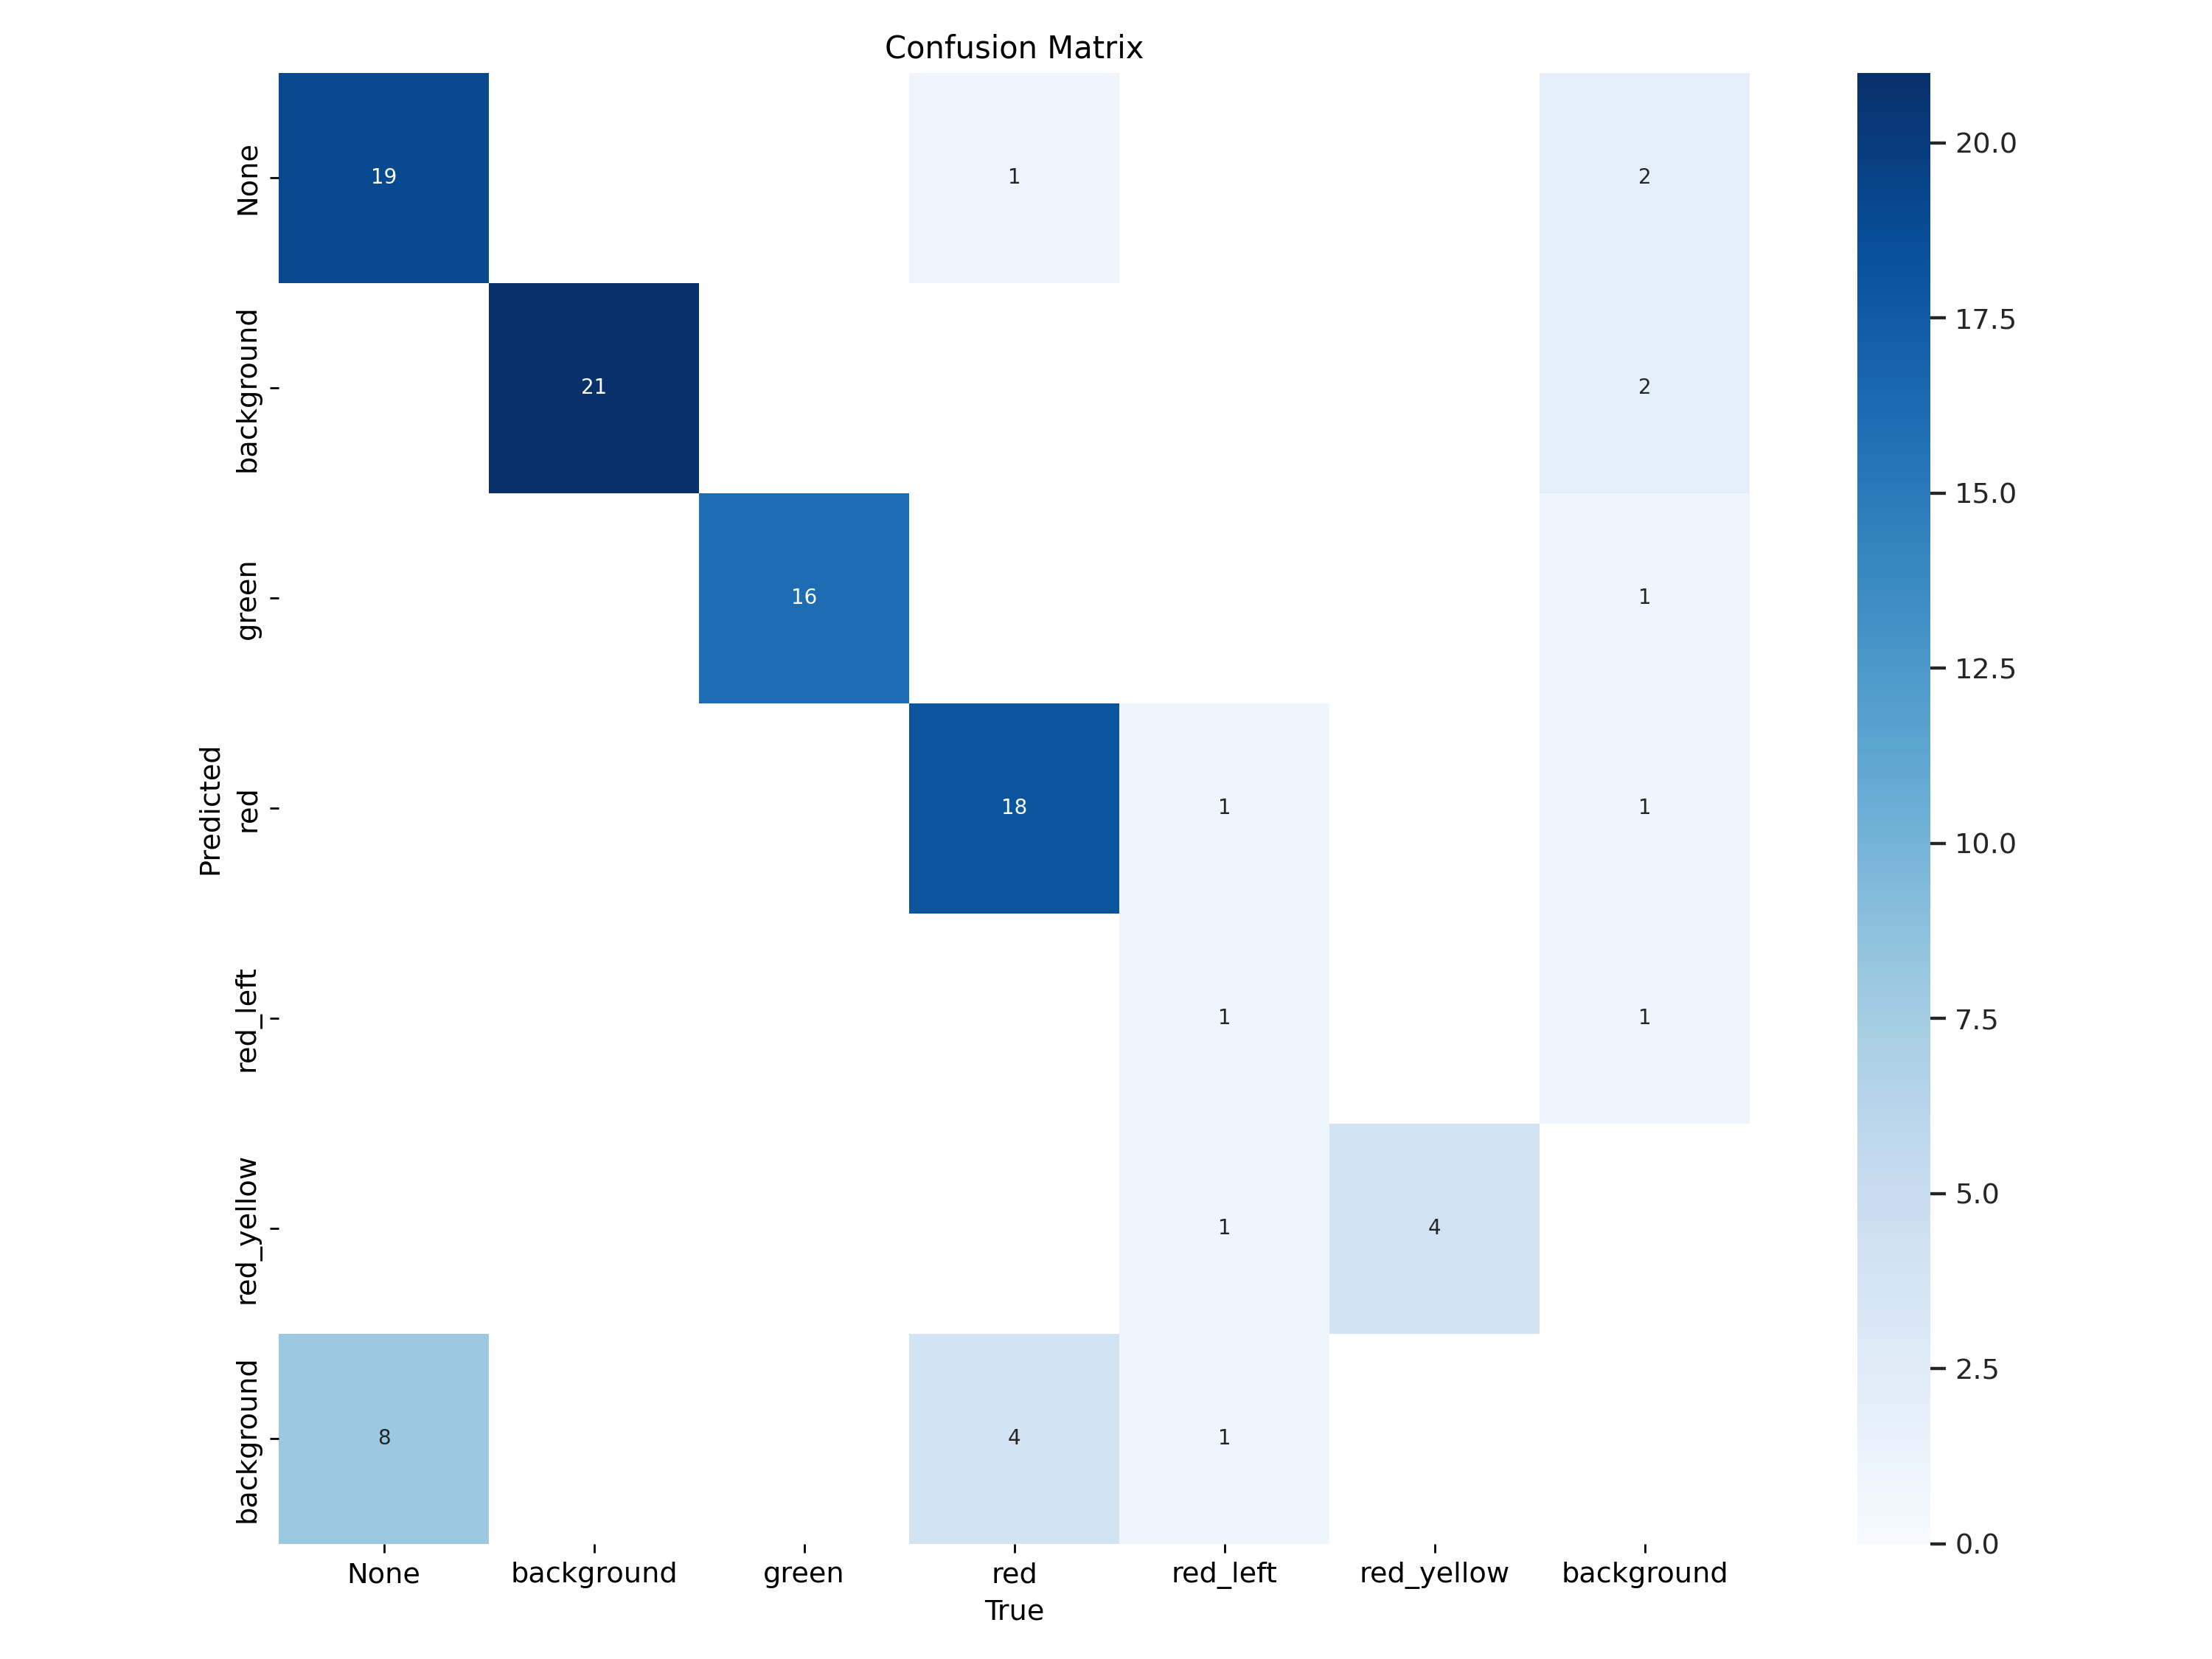 Confusion Matrix
None 19 1 2
background 21 2
green 16 1
Predicted
red 18 1 1
red_left 1 1
red_yellow 1 4
background 8 4 1
None background green red red_left red_yellow background
True
20.0
17.5
15.0
12.5
10.0
7.5
5.0
2.5
0.0